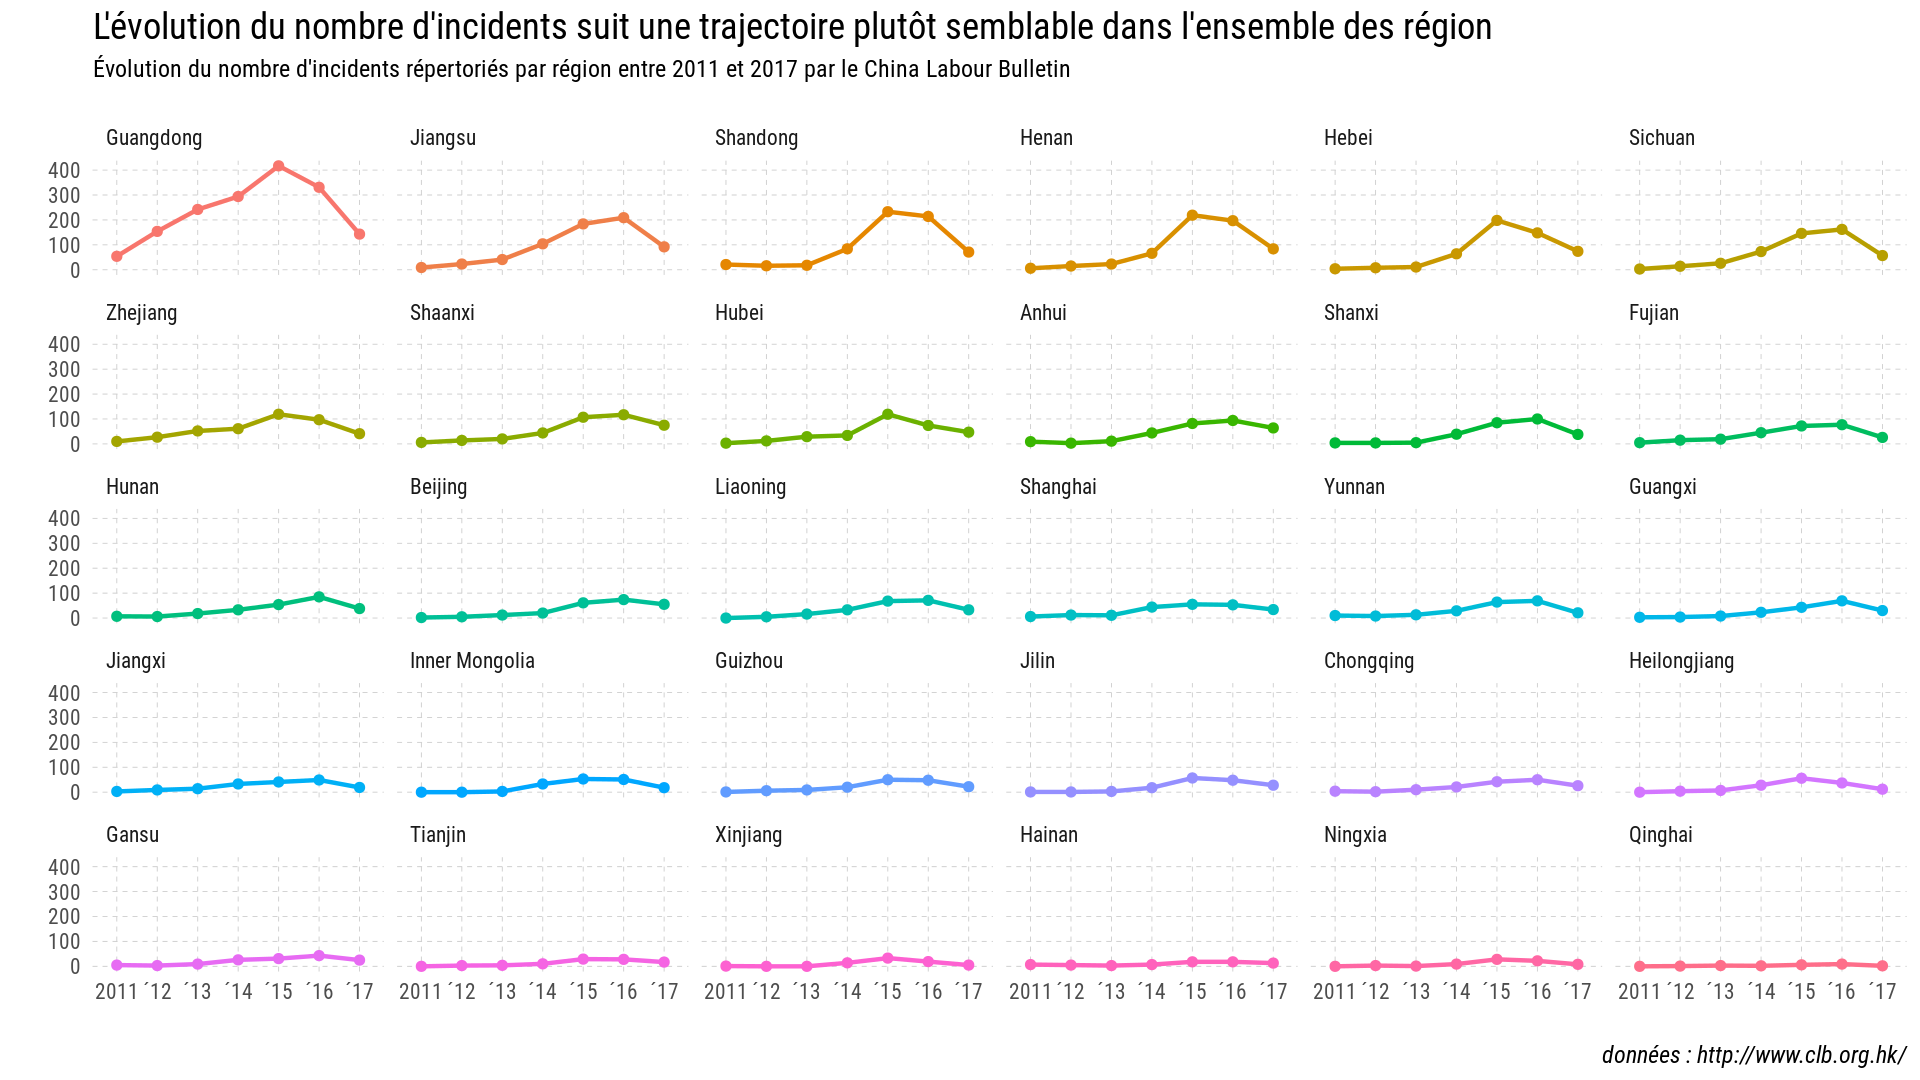 L'évolution du nombre d'incidents suit une trajectoire plutôt semblable dans l'ensemble des région
Évolution du nombre d'incidents répertoriés par région entre 2011 et 2017 par le China Labour Bulletin
Guangdong Jiangsu Shandong Henan Hebei Sichuan
400
300
200
100
0
Zhejiang Shaanxi Hubei Anhui Shanxi Fujian
400
300
200
100
0
Hunan Beijing Liaoning Shanghai Yunnan Guangxi
400
300
200
100
0
Jiangxi Inner Mongolia Guizhou Jilin Chongqing Heilongjiang
400
300
200
100
0
Gansu Tianjin Xinjiang Hainan Ningxia Qinghai
400
300
200
100
0
2011 ´12 ´13 ´14 ´15 ´16 ´17 2011 ´12 ´13 ´14 ´15 ´16 ´17 2011 ´12 ´13 ´14 ´15 ´16 ´17 2011 ´12 ´13 ´14 ´15 ´16 ´17 2011 ´12 ´13 ´14 ´15 ´16 ´17 2011 ´12 ´13 ´14 ´15 ´16 ´17
données : http://www.clb.org.hk/